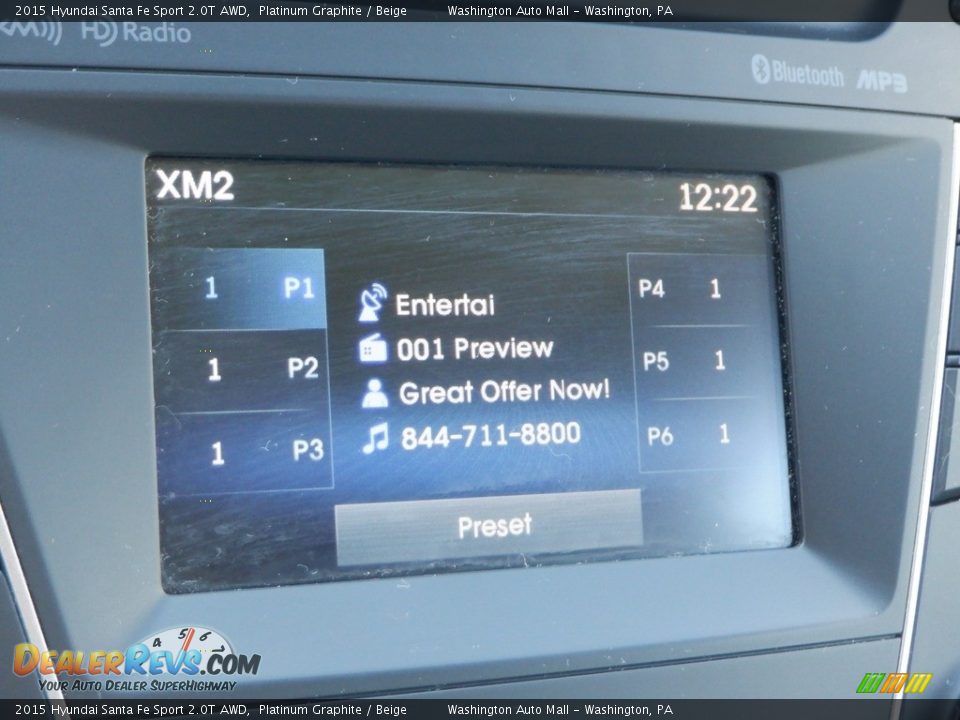 2015 Hyundai Santa Fe Sport 2.0T AWD,  Platinum Graphite / Beige    Washington Auto Mall - Washington, PA
HD Radio
Bluetooth MP3
XM2 12:22
1 P1
1 P2
1 P3
Entertai
001 Preview
Great Offer Now!
844-711-8800
P4 1
P5 1
P6 1
Preset
4 5 6
DealerRevs.com
Your Auto Dealer SuperHighway
2015 Hyundai Santa Fe Sport 2.0T AWD,  Platinum Graphite / Beige    Washington Auto Mall - Washington, PA